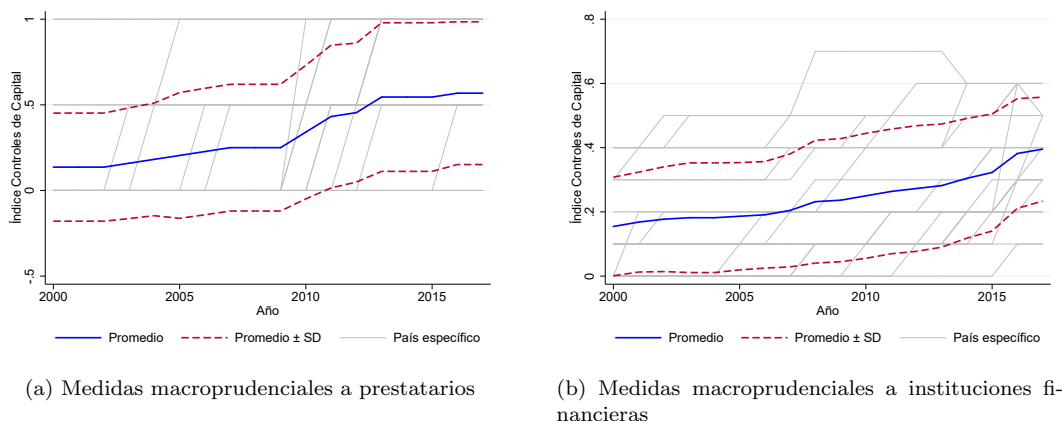 Índice Controles de Capital
1
.5
0
-.5
2000
2005
2010
2015
Año
Promedio
Promedio ± SD
País específico
(a) Medidas macroprudenciales a prestatarios
Índice Controles de Capital
.8
.6
.4
.2
0
2000
2005
2010
2015
Año
Promedio
Promedio ± SD
País específico
(b) Medidas macroprudenciales a instituciones fi-
nancieras